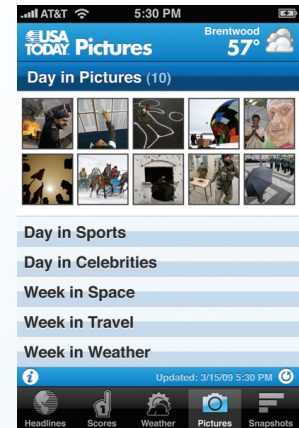 AT&T 5:30 PM
USA TODAY Pictures
Brentwood
57°
Day in Pictures (10)
Day in Sports
Day in Celebrities
Week in Space
Week in Travel
Week in Weather
Updated: 3/15/09 5:30 PM
Headlines Scores Weather Pictures Snapshots